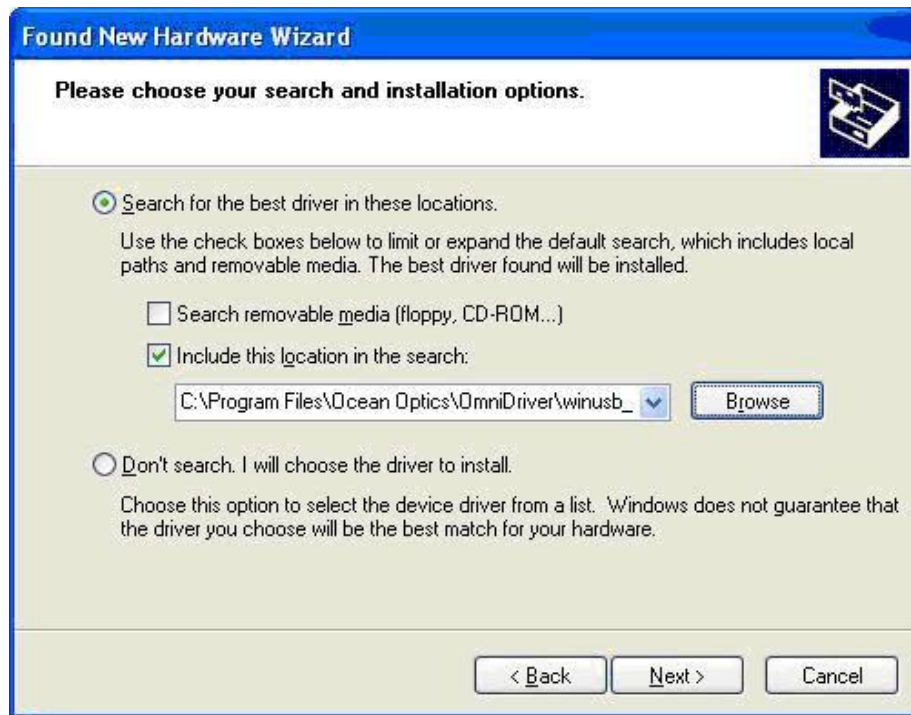 Found New Hardware Wizard
Please choose your search and installation options.
Search for the best driver in these locations.
Use the check boxes below to limit or expand the default search, which includes local
paths and removable media. The best driver found will be installed.
Search removable media (floppy, CD-ROM...)
Include this location in the search:
C:\Program Files\Ocean Optics\OmniDriver\winusb_
Browse
Don't search. I will choose the driver to install.
Choose this option to select the device driver from a list. Windows does not guarantee that
the driver you choose will be the best match for your hardware.
< Back Next > Cancel